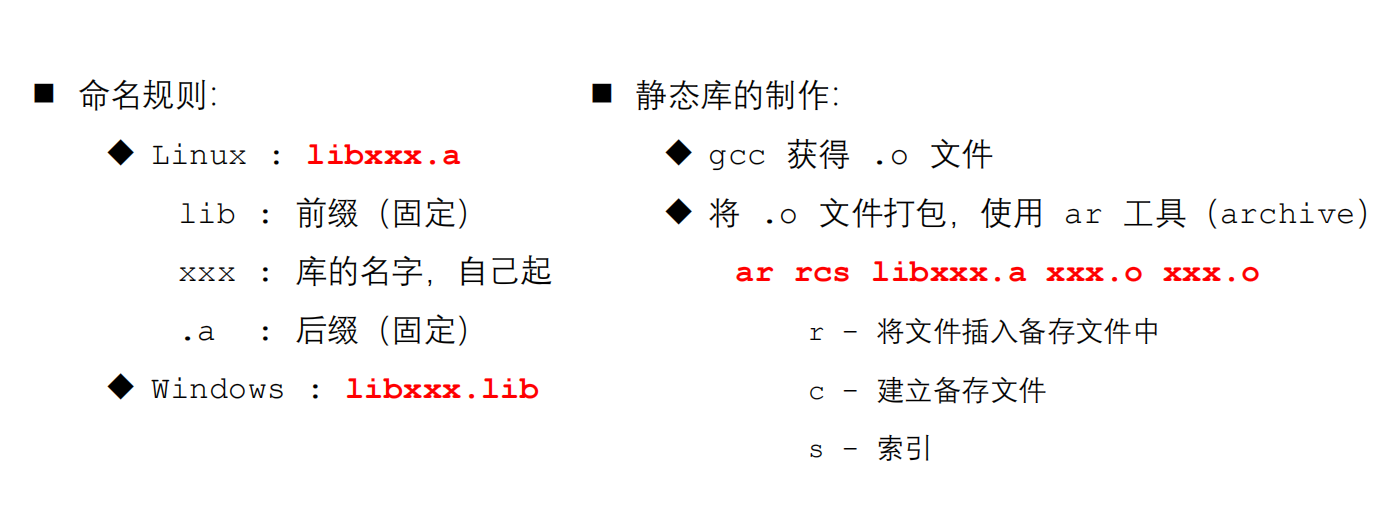 ■ 命名规则:
◆ Linux : libxxx.a
lib : 前缀（固定）
xxx : 库的名字，自己起
.a : 后缀（固定）
◆ Windows : libxxx.lib
■ 静态库的制作:
◆ gcc 获得 .o 文件
◆ 将 .o 文件打包，使用 ar 工具（archive）
ar rcs libxxx.a xxx.o xxx.o
r - 将文件插入备存文件中
c - 建立备存文件
s - 索引